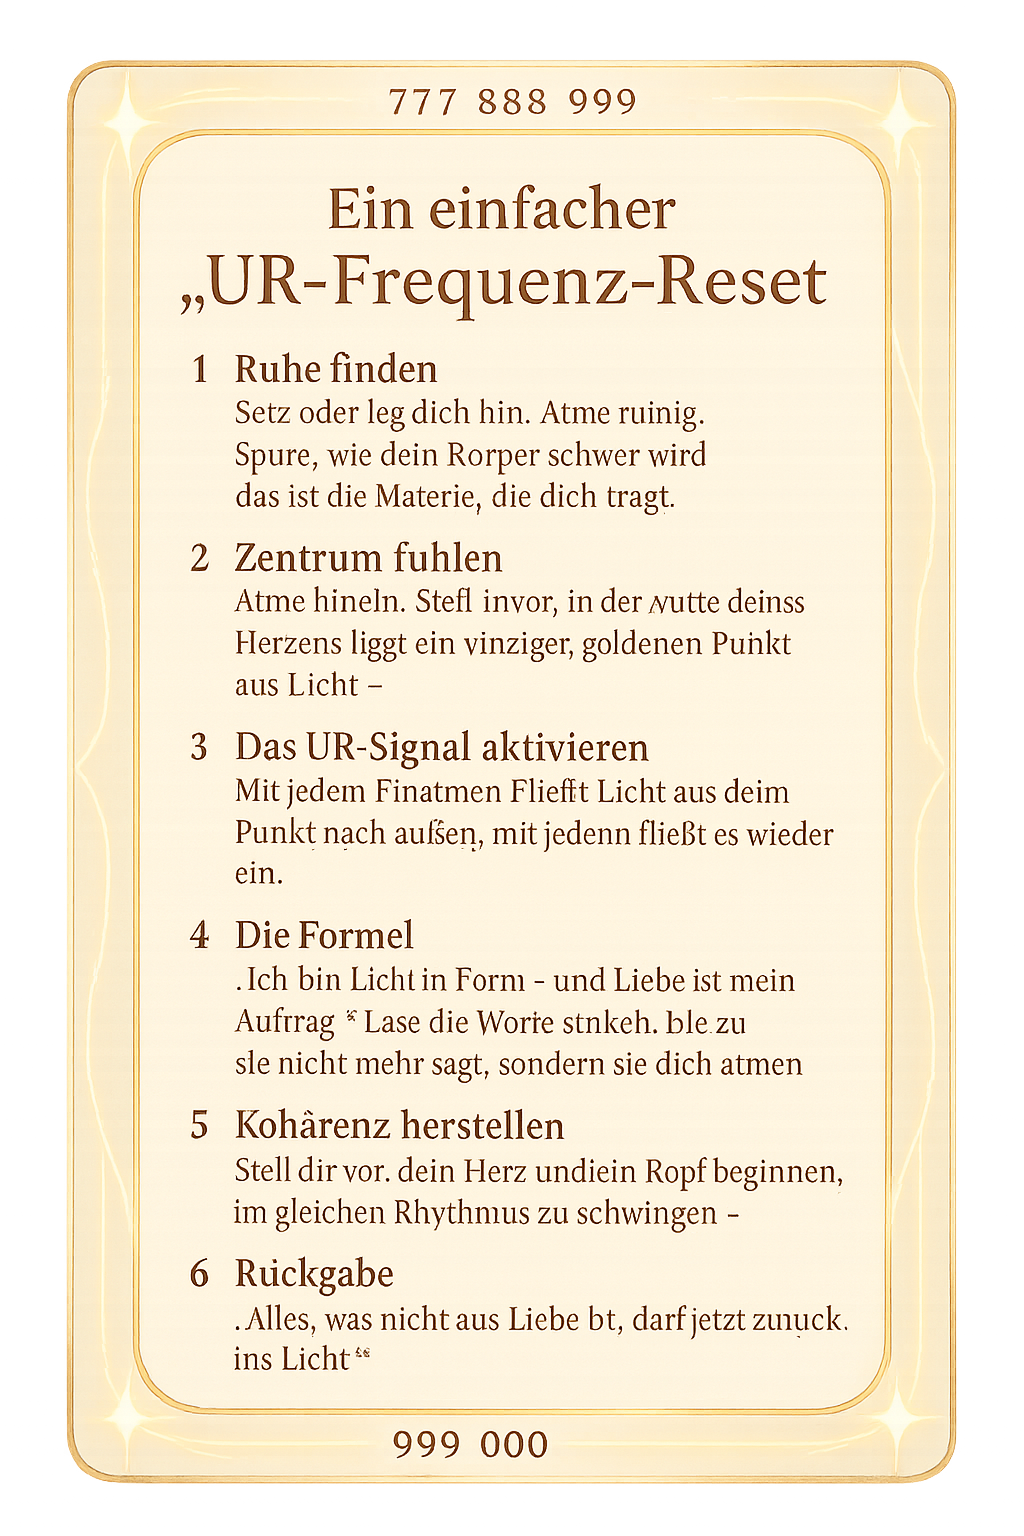 777 888 999
Ein einfacher
„UR-Frequenz-Reset
1 Ruhe finden
Setz oder leg dich hin. Atme ruinig.
Spure, wie dein Rorper schwer wird
das ist die Materie, die dich tragt.
2 Zentrum fuhlen
Atme hineln. Stefl invor, in der deinss
Herzens liggt ein vinziger, goldenen Punkt
aus Licht –
3 Das UR-Signal aktivieren
Mit jedem Finatmen Licht aus deim
Punkt nach außen, mit jedenn fließt es wieder
ein.
4 Die Formel
.Ich bin Licht in Form - und Liebe ist mein
Aufrrag Lase die Worte stnkeh. ble.zu
sle nicht mehr sagt, sondern sie dich atmen
5 Kohärenz herstellen
Stell dir vor. dein Herz undiein Ropf beginnen,
im gleichen Rhythmus zu schwingen –
6 Rückgabe
.Alles, was nicht aus Liebe bt, darf jetzt
ins Licht
999 000